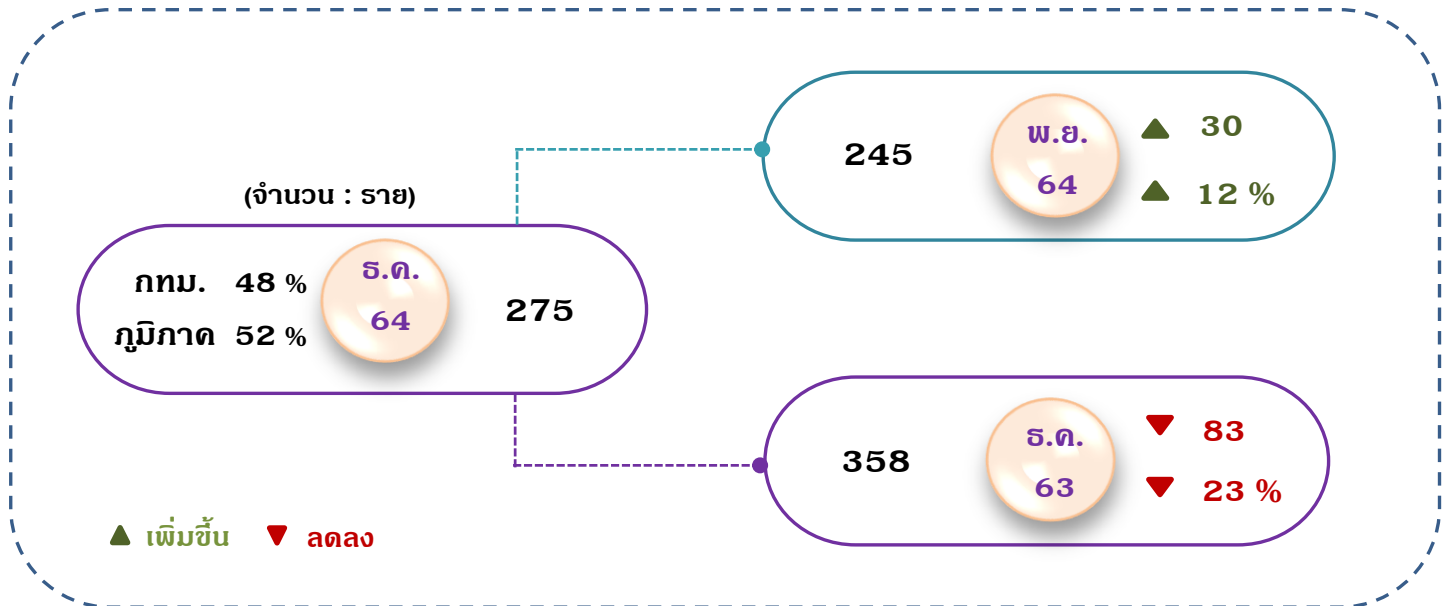 (จำนวน : ราย)
กทม. 48 %
ภูมิภาค 52 %
ธ.ค.
64
275
245
พ.ย.
64
30
12 %
358
ธ.ค.
63
83
23 %
เพิ่มขึ้น ลดลง